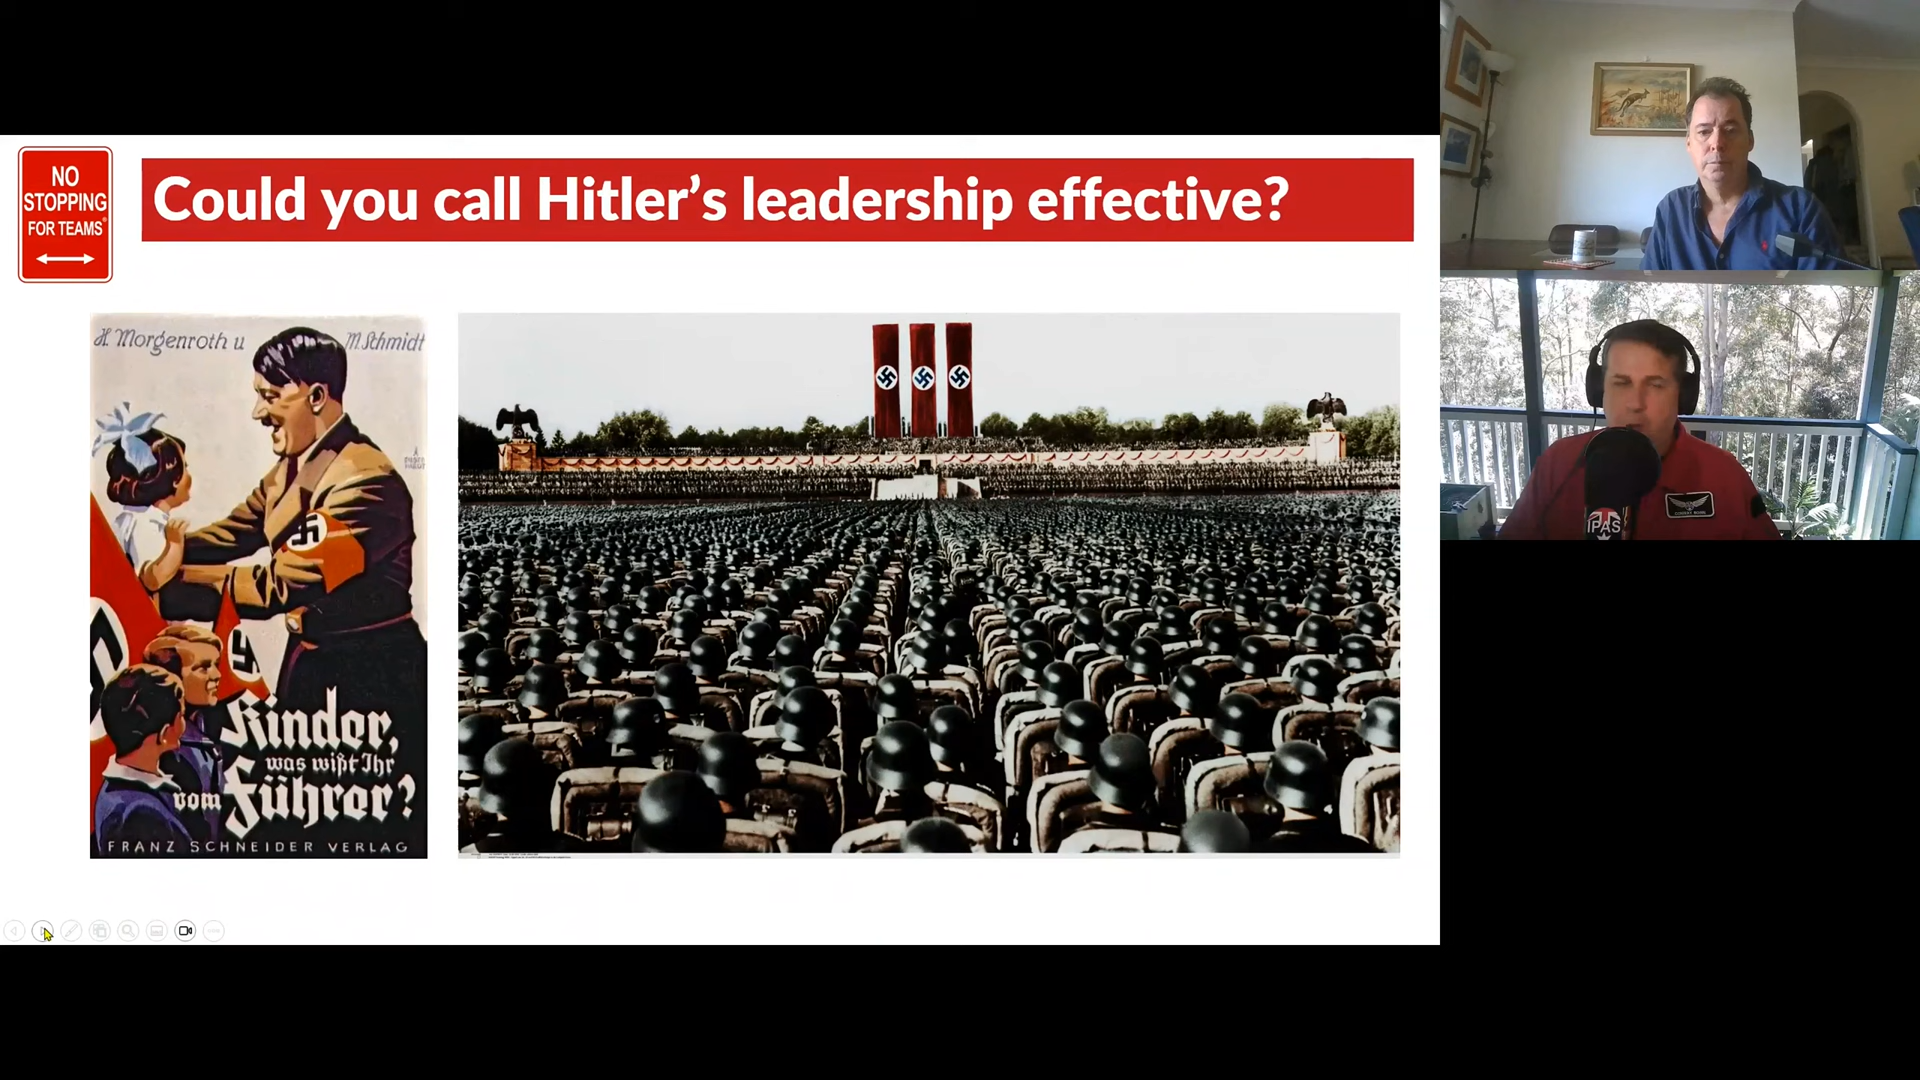 NO
STOPPING
FOR TEAMS®
Could you call Hitler’s leadership effective?
H. Morgenroth u
M. Schmidt
Kinder,
was wißt Ihr
vom Führer?
FRANZ SCHNEIDER VERLAG
IPAS